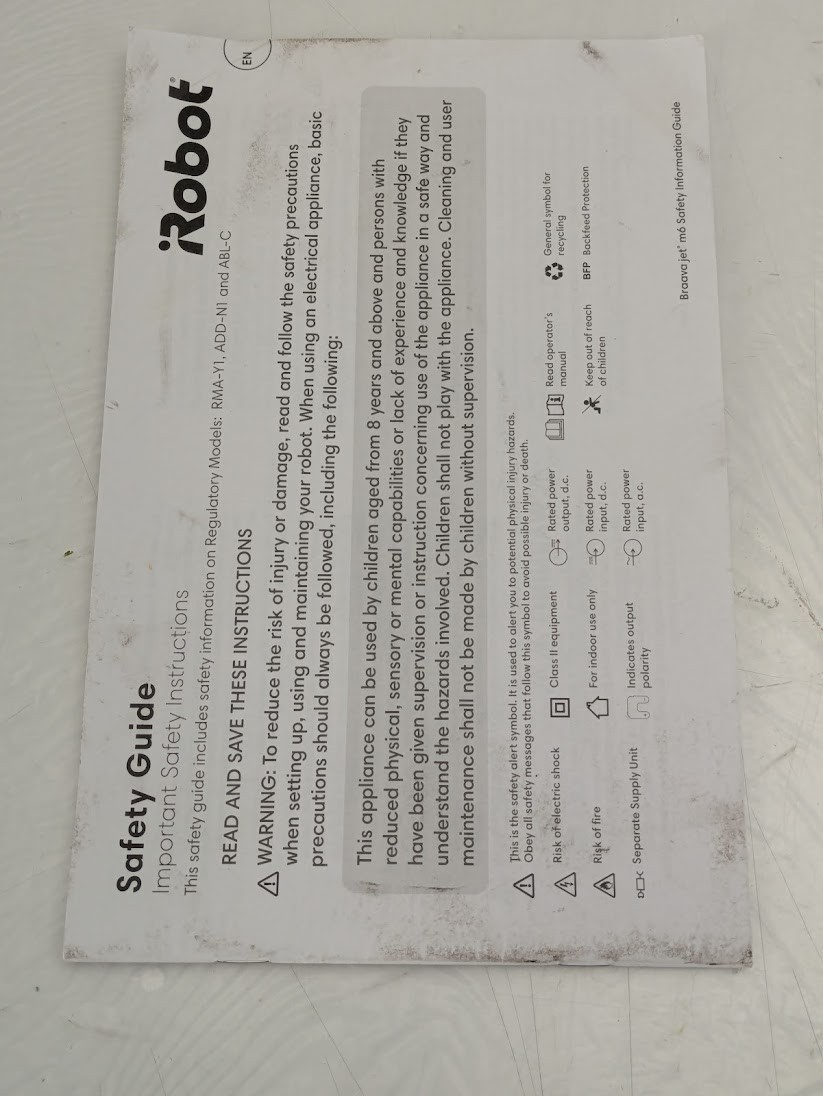 Safety Guide
Important Safety Instructions
This safety guide includes safety information on Regulatory Models: RMA-Y1, ADD-N1 and ABL-C
iRobot®
EN
READ AND SAVE THESE INSTRUCTIONS
WARNING: To reduce the risk of injury or damage, read and follow the safety precautions
when setting up, using and maintaining your robot. When using an electrical appliance, basic
precautions should always be followed, including the following:
This appliance can be used by children aged from 8 years and above and persons with
reduced physical, sensory or mental capabilities or lack of experience and knowledge if they
have been given supervision or instruction concerning use of the appliance in a safe way and
understand the hazards involved. Children shall not play with the appliance. Cleaning and user
maintenance shall not be made by children without supervision.
This is the safety alert symbol. It is used to alert you to potential physical injury hazards.
Obey all safety messages that follow this symbol to avoid possible injury or death.
Risk of electric shock
Class II equipment
Rated power
output, d.c.
Read operator's
manual
General symbol for
recycling
Risk of fire
For indoor use only
Rated power
input, d.c.
Keep out of reach
of children
BFP Backfeed Protection
Separate Supply Unit
Indicates output
polarity
Rated power
input, a.c.
Braava jet® m6 Safety Information Guide